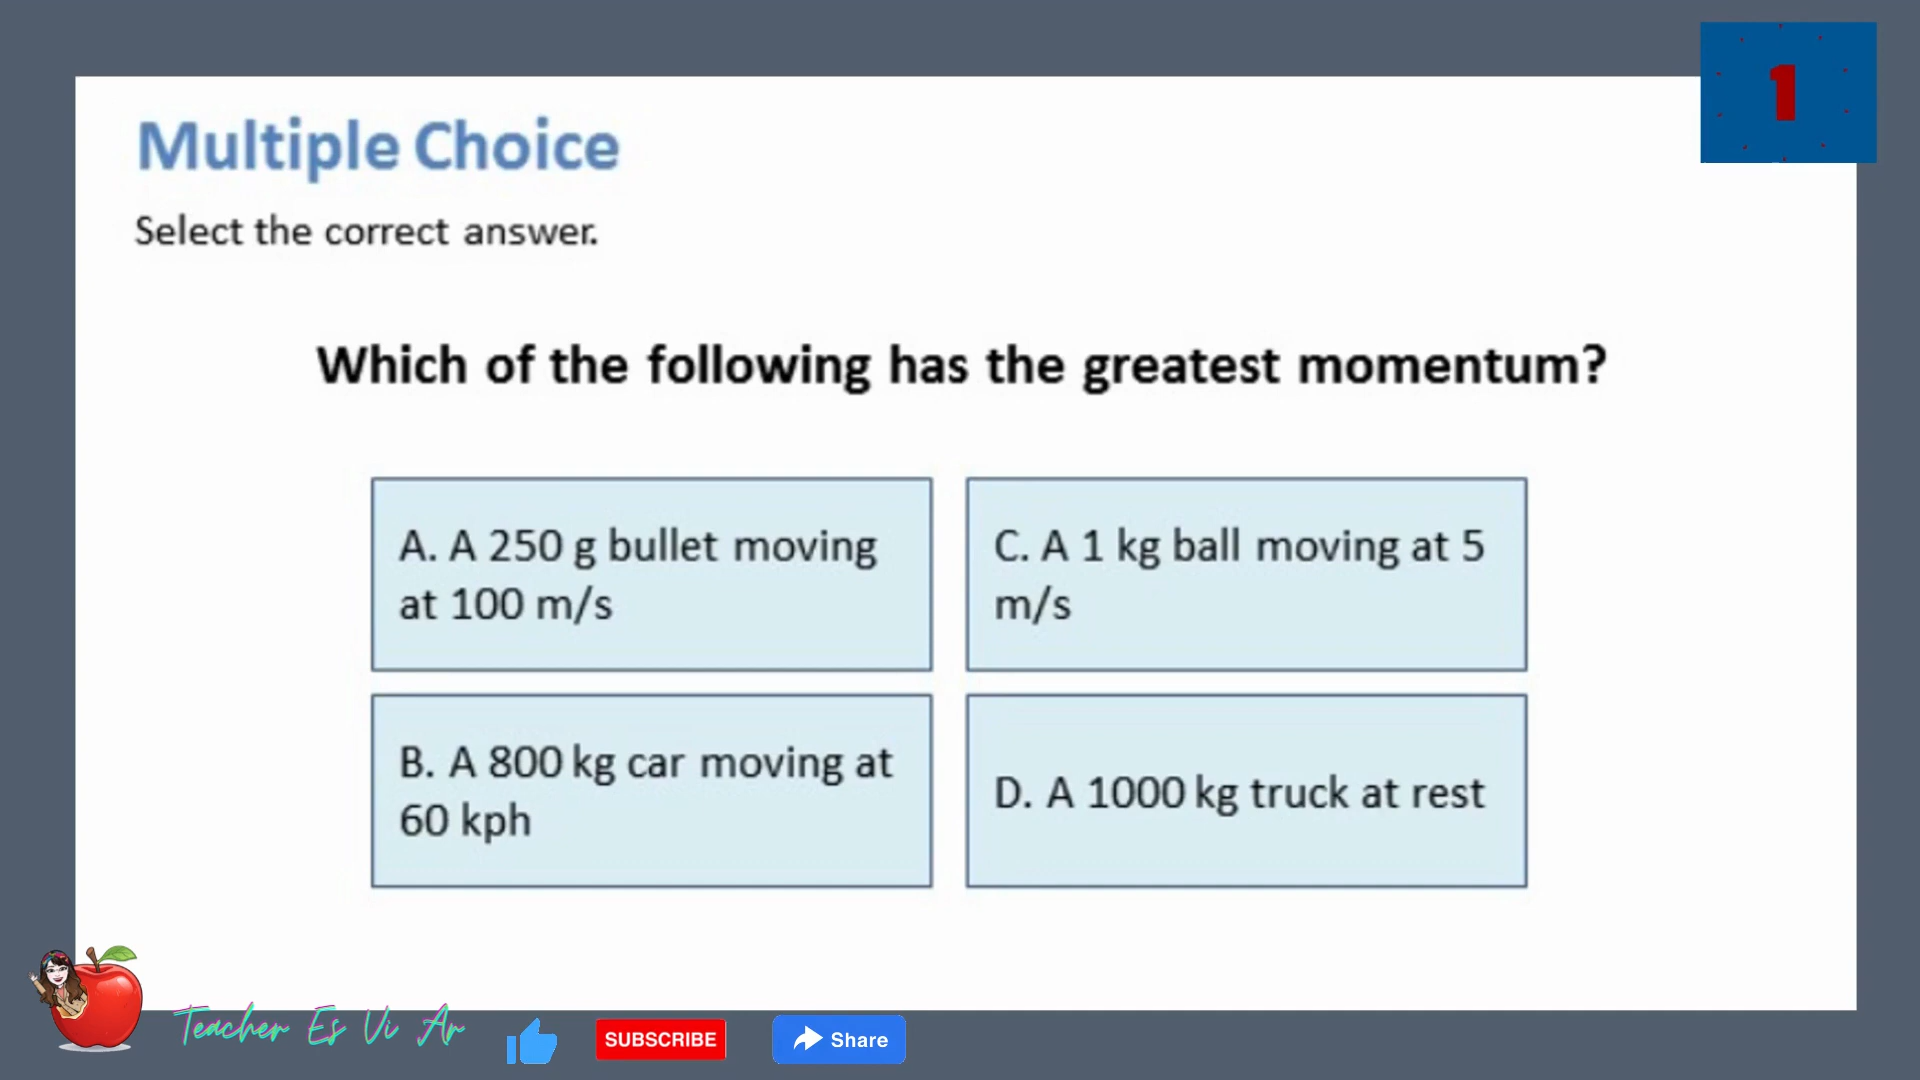 1
Multiple Choice
Select the correct answer.
Which of the following has the greatest momentum?
A. A 250 g bullet moving
at 100 m/s
C. A 1 kg ball moving at 5
m/s
B. A 800 kg car moving at
60 kph
D. A 1000 kg truck at rest
Teacher Es Vi Ar
SUBSCRIBE
Share